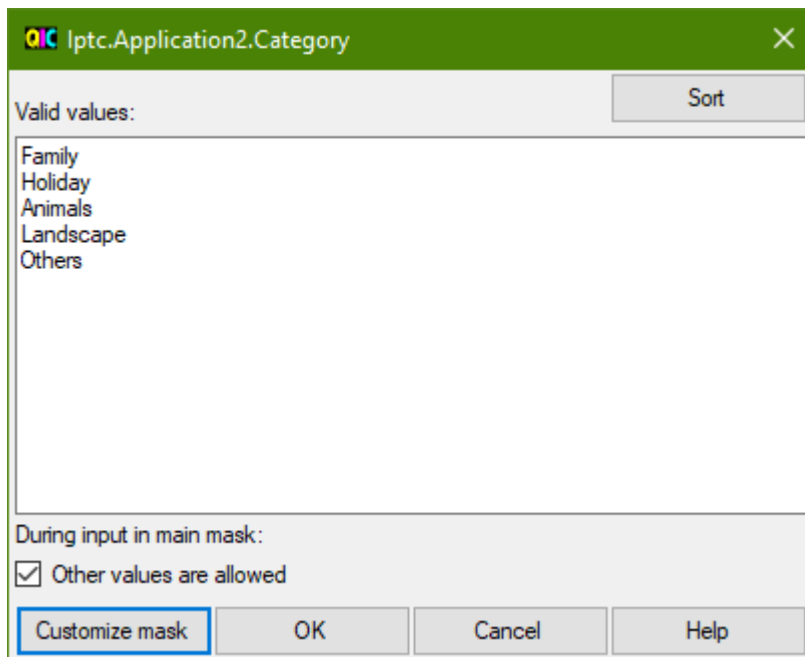 QIC Iptc.Application2.Category
Valid values:
Sort
Family
Holiday
Animals
Landscape
Others
During input in main mask:
Other values are allowed
Customize mask OK Cancel Help